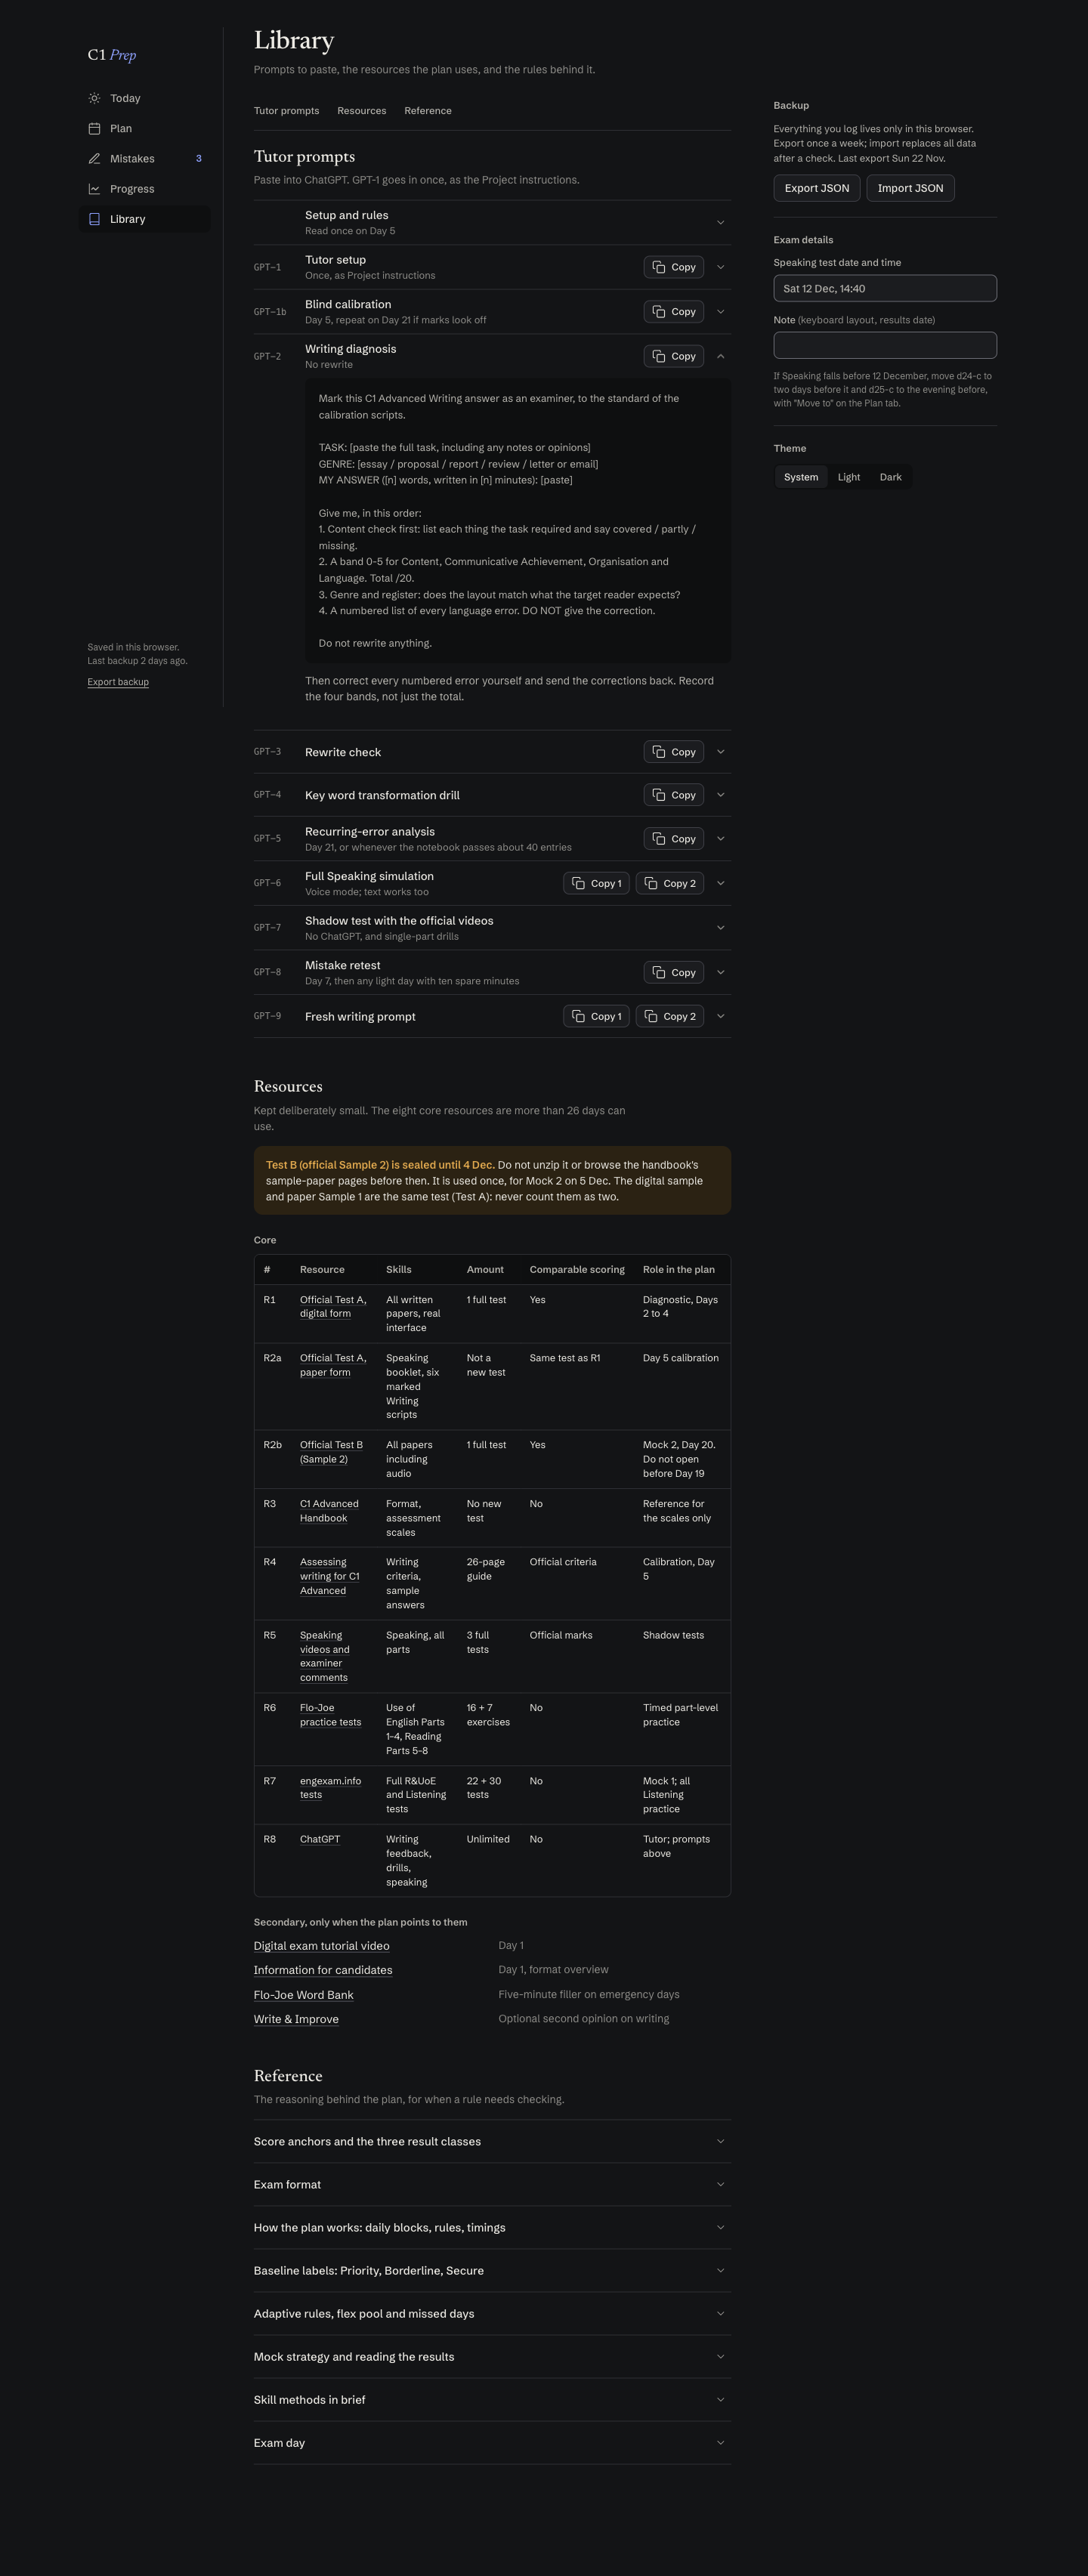 C1 Prep
Today
Plan
Mistakes 3
Progress
Library
Saved in this browser.
Last backup 2 days ago.
Export backup
Library
Prompts to paste, the resources the plan uses, and the rules behind it.
Tutor prompts Resources Reference
Tutor prompts
Paste into ChatGPT. GPT-1 goes in once, as the Project instructions.
Setup and rules
Read once on Day 5
GPT-1
Tutor setup
Once, as Project instructions
Copy
GPT-1b
Blind calibration
Day 5, repeat on Day 21 if marks look off
Copy
GPT-2
Writing diagnosis
No rewrite
Copy
Mark this C1 Advanced Writing answer as an examiner, to the standard of the
calibration scripts.
TASK: [paste the full task, including any notes or opinions]
GENRE: [essay / proposal / report / review / letter or email]
MY ANSWER ([n] words, written in [n] minutes): [paste]
Give me, in this order:
1. Content check first: list each thing the task required and say covered / partly /
missing.
2. A band 0-5 for Content, Communicative Achievement, Organisation and
Language. Total /20.
3. Genre and register: does the layout match what the target reader expects?
4. A numbered list of every language error. DO NOT give the correction.
Do not rewrite anything.
Then correct every numbered error yourself and send the corrections back. Record
the four bands, not just the total.
GPT-3
Rewrite check
Copy
GPT-4
Key word transformation drill
Copy
GPT-5
Recurring-error analysis
Day 21, or whenever the notebook passes about 40 entries
Copy
GPT-6
Full Speaking simulation
Voice mode; text works too
Copy 1 Copy 2
GPT-7
Shadow test with the official videos
No ChatGPT, and single-part drills
GPT-8
Mistake retest
Day 7, then any light day with ten spare minutes
Copy
GPT-9
Fresh writing prompt
Copy 1 Copy 2
Resources
Kept deliberately small. The eight core resources are more than 26 days can
use.
Test B (official Sample 2) is sealed until 4 Dec. Do not unzip it or browse the handbook's
sample-paper pages before then. It is used once, for Mock 2 on 5 Dec. The digital sample
and paper Sample 1 are the same test (Test A): never count them as two.
Core
# Resource Skills Amount Comparable scoring Role in the plan
R1 Official Test A, All written 1 full test Yes Diagnostic, Days
digital form papers, real 2 to 4
interface
R2a Official Test A, Speaking Not a Same test as R1 Day 5 calibration
paper form booklet, six new test
marked
Writing
scripts
R2b Official Test B All papers 1 full test Yes Mock 2, Day 20.
(Sample 2) including Do not open
audio before Day 19
R3 C1 Advanced Format, No new No Reference for
Handbook assessment test the scales only
scales
R4 Assessing Writing 26-page Official criteria Calibration, Day
writing for C1 criteria, guide 5
Advanced sample
answers
R5 Speaking Speaking, all 3 full Official marks Shadow tests
videos and parts tests
examiner
comments
R6 Flo-Joe Use of 16 + 7 No Timed part-level
practice tests English Parts exercises practice
1-4, Reading
Parts 5-8
R7 engexam.info Full R&UoE 22 + 30 No Mock 1; all
tests and Listening tests Listening
tests practice
R8 ChatGPT Writing Unlimited No Tutor; prompts
feedback, above
drills,
speaking
Secondary, only when the plan points to them
Digital exam tutorial video Day 1
Information for candidates Day 1, format overview
Flo-Joe Word Bank Five-minute filler on emergency days
Write & Improve Optional second opinion on writing
Reference
The reasoning behind the plan, for when a rule needs checking.
Score anchors and the three result classes
Exam format
How the plan works: daily blocks, rules, timings
Baseline labels: Priority, Borderline, Secure
Adaptive rules, flex pool and missed days
Mock strategy and reading the results
Skill methods in brief
Exam day
Backup
Everything you log lives only in this browser.
Export once a week; import replaces all data
after a check. Last export Sun 22 Nov.
Export JSON Import JSON
Exam details
Speaking test date and time
Sat 12 Dec, 14:40
Note (keyboard layout, results date)
If Speaking falls before 12 December, move d24-c to
two days before it and d25-c to the evening before,
with "Move to" on the Plan tab.
Theme
System Light Dark